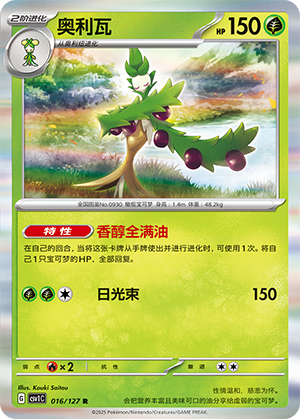 2阶进化
奥利瓦
HP 150
从奥利纽进化
全国图鉴No.0930 橄榄宝可梦 身高:1.4m 体重:48.2kg
特性 香醇全满油
在自己的回合,当将这张卡牌从手牌使出并进行进化时,可使用1次。将自
己1只宝可梦的HP,全部回复。
日光束 150
弱点 ×2 抗性 撤退
Illus. Kouki Saitou
G CSV1C 016/127 R
性情温和、慈悲为怀。
会把营养丰富且美味可口的油分享给虚弱的宝可梦。
©2025 Pokémon/Nintendo/Creatures/GAME FREAK.